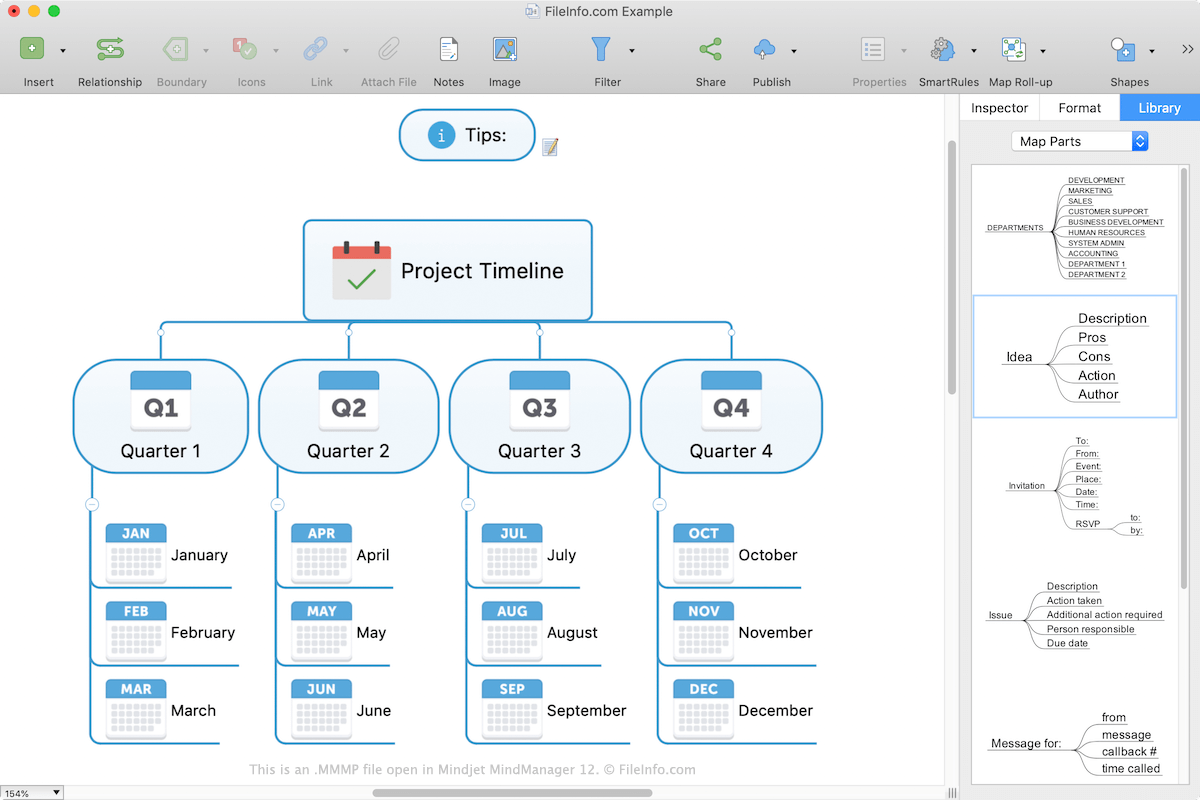 FileInfo.com Example
Insert Relationship Boundary Icons Link Attach File Notes Image Filter Share Publish Properties SmartRules Map Roll-up Shapes
Inspector Format Library
Map Parts
Tips:
Project Timeline
Q1 Q2 Q3 Q4
Quarter 1 Quarter 2 Quarter 3 Quarter 4
JAN January APR April JUL July OCT October
FEB February MAY May AUG August NOV November
MAR March JUN June SEP September DEC December
This is an .MMMP file open in Mindjet MindManager 12. © FileInfo.com
154%
DEPARTMENTS
DEVELOPMENT
MARKETING
SALES
CUSTOMER SUPPORT
BUSINESS DEVELOPMENT
HUMAN RESOURCES
SYSTEM ADMIN
ACCOUNTING
DEPARTMENT 1
DEPARTMENT 2
Idea
Description
Pros
Cons
Action
Author
Invitation
To:
From:
Event:
Place:
Date:
Time:
RSVP
to:
by:
Issue
Description
Action taken
Additional action required
Person responsible
Due date
Message for:
from
message
callback #
time called